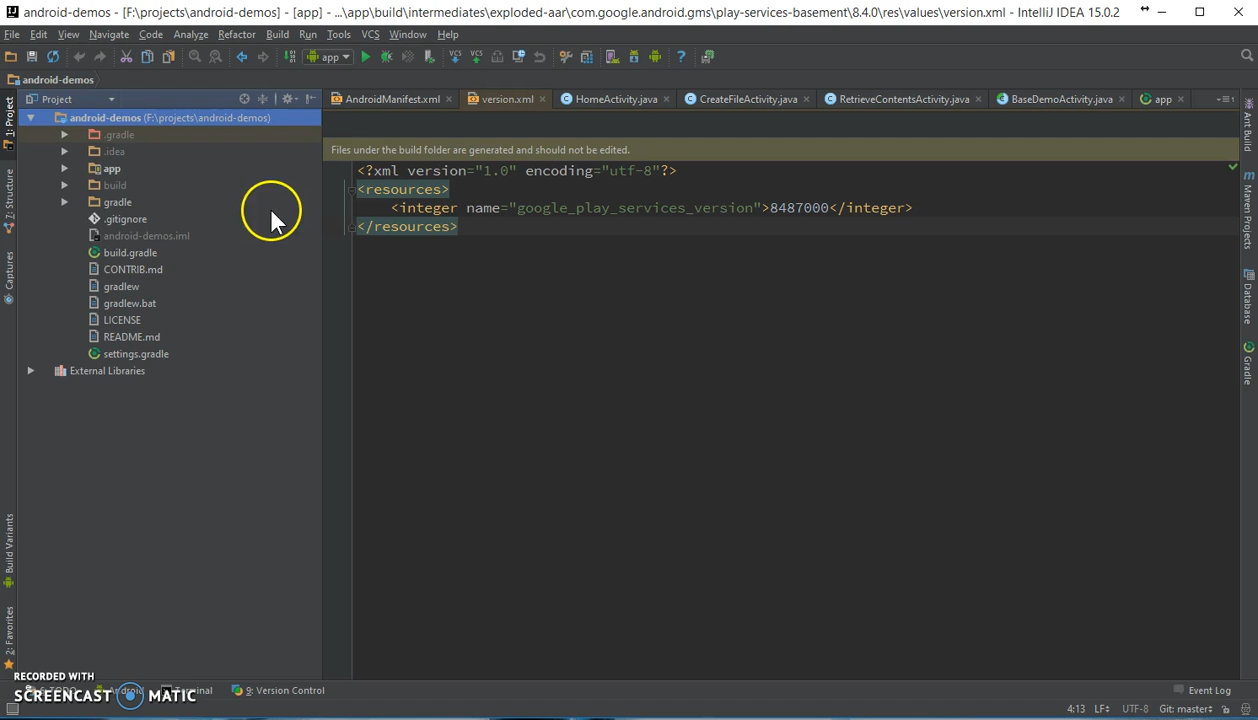 android-demos - [F:\projects\android-demos] - [app] - ...\app\build\intermediates\exploded-aar\com.google.android.gms\play-services-basement\8.4.0\res\values\version.xml - IntelliJ IDEA 15.0.2
File Edit View Navigate Code Analyze Refactor Build Run Tools VCS Window Help
app
android-demos
Project
AndroidManifest.xml version.xml HomeActivity.java CreateFileActivity.java RetrieveContentsActivity.java BaseDemoActivity.java app
1: Project
7: Structure
Captures
Build Variants
2: Favorites
android-demos (F:\projects\android-demos)
.gradle
.idea
app
build
gradle
.gitignore
android-demos.iml
build.gradle
CONTRIB.md
gradlew
gradlew.bat
LICENSE
README.md
settings.gradle
External Libraries
Files under the build folder are generated and should not be edited.
<?xml version="1.0" encoding="utf-8"?>
<resources>
<integer name="google_play_services_version">8487000</integer>
</resources>
Ant Build
Maven Projects
Database
Gradle
RECORDED WITH
SCREENCAST MATIC
TODO Android Terminal 9: Version Control Event Log
4:13 LF UTF-8 Git: master